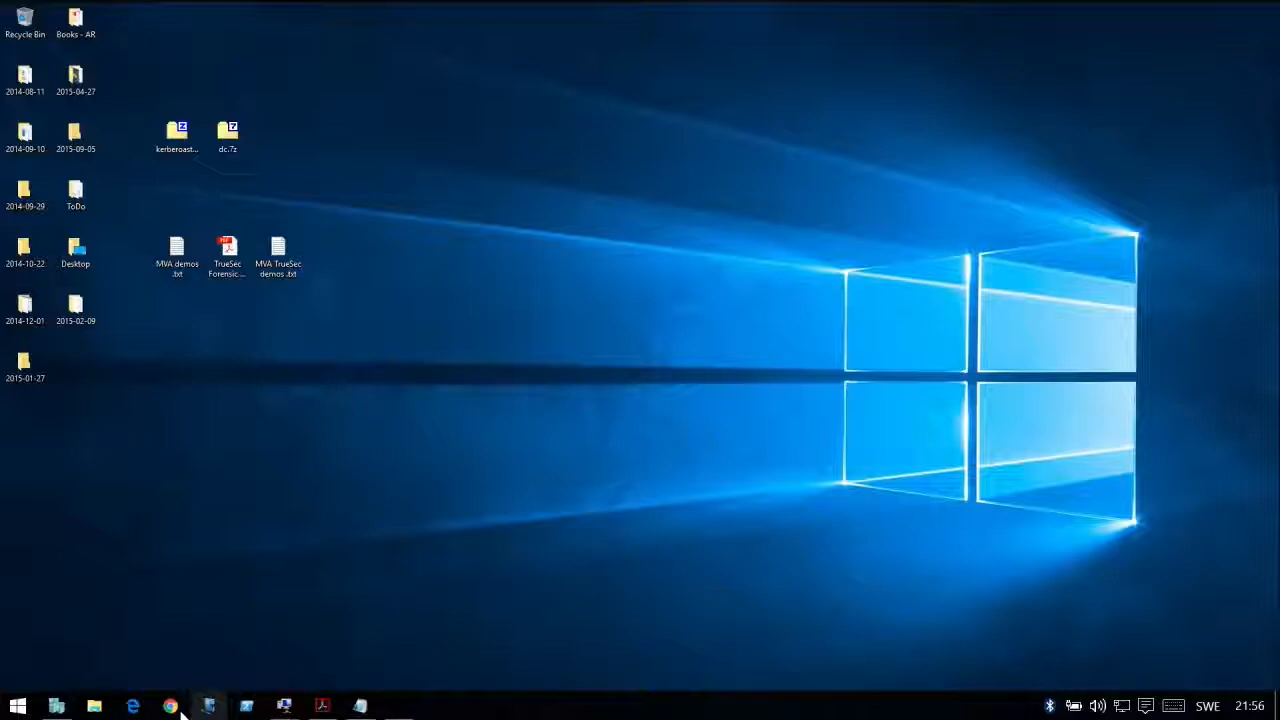 Recycle Bin
Books - AR
2014-08-11
2015-04-27
2014-09-10
2015-09-05
kerberoast...
dc.7z
2014-09-29
ToDo
2014-10-22
Desktop
MVA demos
.txt
TrueSec
Forensic...
MVA TrueSec
demos .txt
2014-12-01
2015-02-09
2015-01-27
SWE
21:56